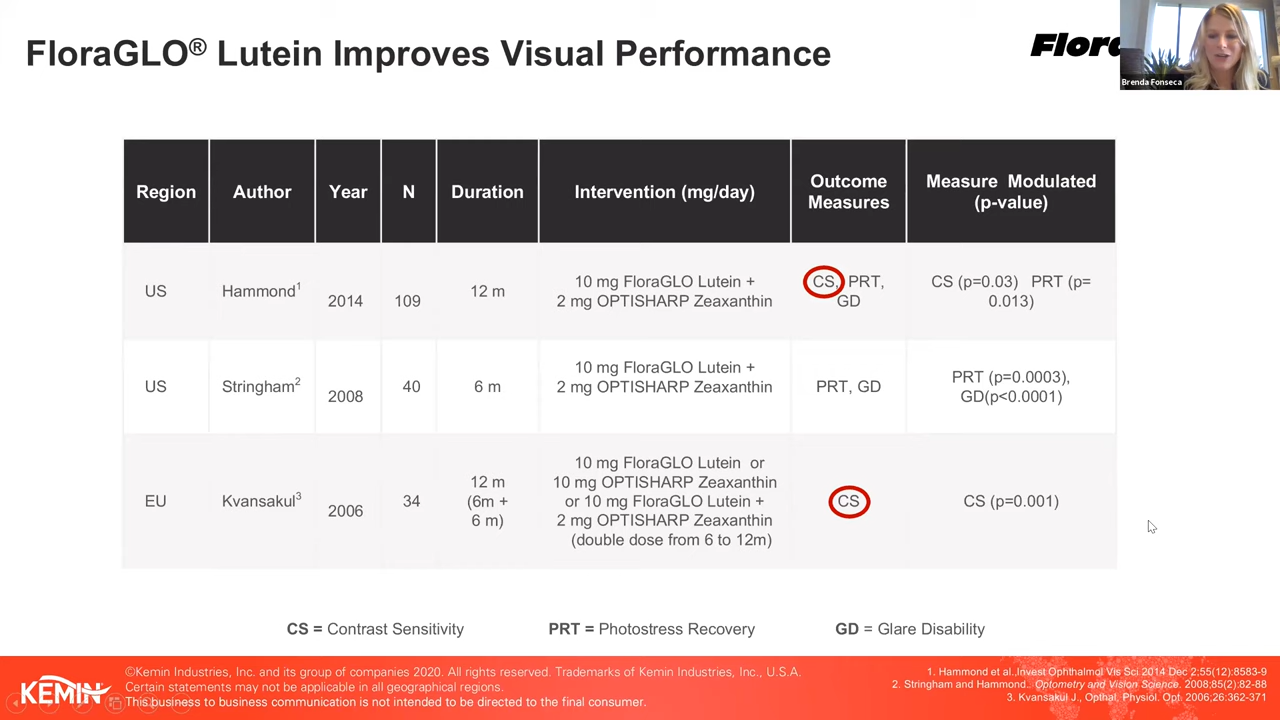 FloraGLO® Lutein Improves Visual Performance
Brenda Fonseca
Region Author Year N Duration Intervention (mg/day) Outcome Measures Measure Modulated (p-value)
US Hammond1 2014 109 12 m 10 mg FloraGLO Lutein + 2 mg OPTISHARP Zeaxanthin CS, PRT, GD CS (p=0.03) PRT (p= 0.013)
US Stringham2 2008 40 6 m 10 mg FloraGLO Lutein + 2 mg OPTISHARP Zeaxanthin PRT, GD PRT (p=0.0003), GD(p<0.0001)
EU Kvansakul3 2006 34 12 m (6m + 6 m) 10 mg FloraGLO Lutein or 10 mg OPTISHARP Zeaxanthin or 10 mg FloraGLO Lutein + 2 mg OPTISHARP Zeaxanthin (double dose from 6 to 12m) CS CS (p=0.001)
CS = Contrast Sensitivity PRT = Photostress Recovery GD = Glare Disability
KEMIN
©Kemin Industries, Inc. and its group of companies 2020. All rights reserved. Trademarks of Kemin Industries, Inc., U.S.A.
Certain statements may not be applicable in all geographical regions.
This business to business communication is not intended to be directed to the final consumer.
1. Hammond et al.,Invest Ophthalmol Vis Sci 2014 Dec 2;55(12):8583-9
2. Stringham and Hammond. Optometry and Vision Science. 2008;85(2):82-88
3. Kvansakul J., Opthal. Physiol. Opt. 2006;26:362-371